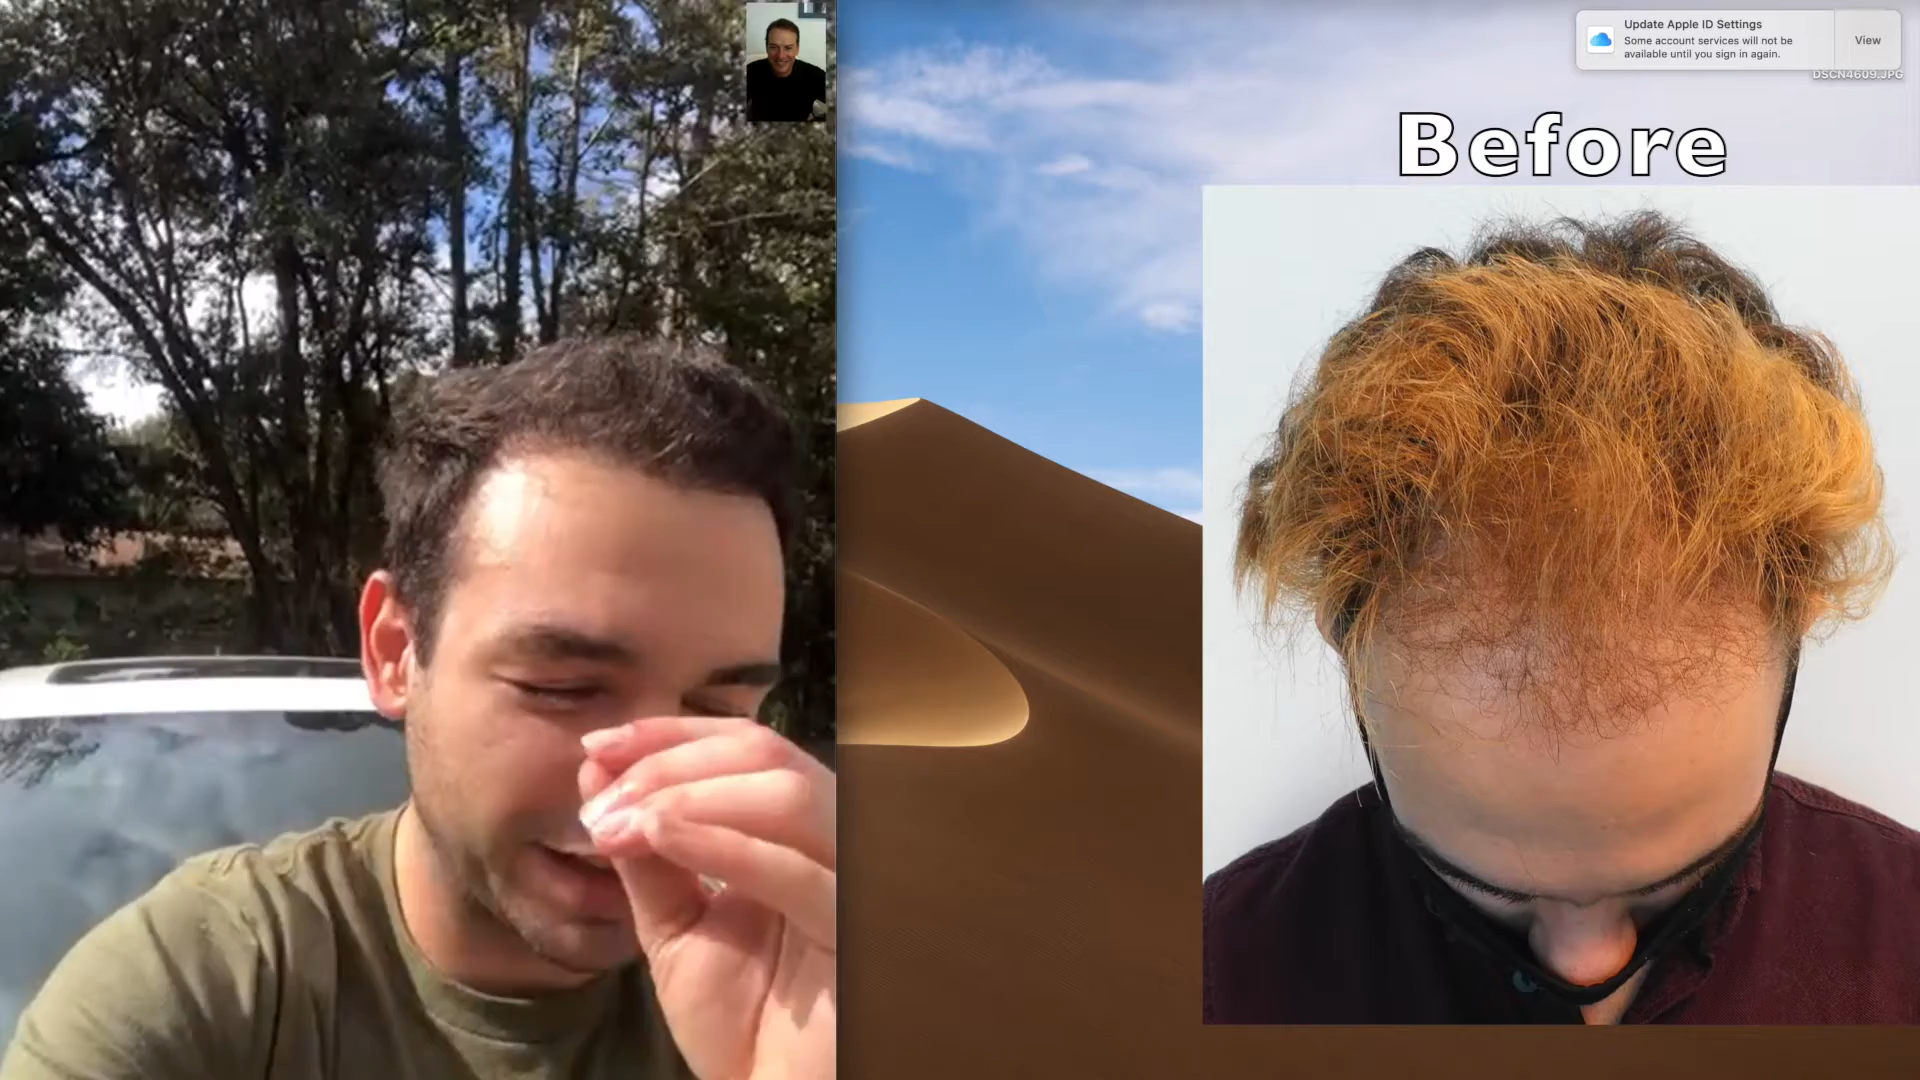 Update Apple ID Settings
Some account services will not be
available until you sign in again.
View
DSCN4609.JPG
Before